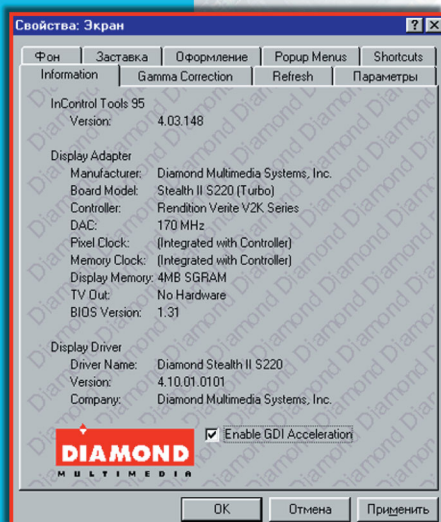 Свойства: Экран
Фон Заставка Оформление Popup Menus Shortcuts
Information Gamma Correction Refresh Параметры
InControl Tools 95
Version: 4.03.148
Display Adapter
Manufacturer: Diamond Multimedia Systems, Inc.
Board Model: Stealth II S220 (Turbo)
Controller: Rendition Verite V2K Series
DAC: 170 MHz
Pixel Clock: (Integrated with Controller)
Memory Clock: (Integrated with Controller)
Display Memory: 4MB SGRAM
TV Out: No Hardware
BIOS Version: 1.31
Display Driver
Driver Name: Diamond Stealth II S220
Version: 4.10.01.0101
Company: Diamond Multimedia Systems, Inc.
Enable GDI Acceleration
DIAMOND
MULTIMEDIA
OK Отмена Применить